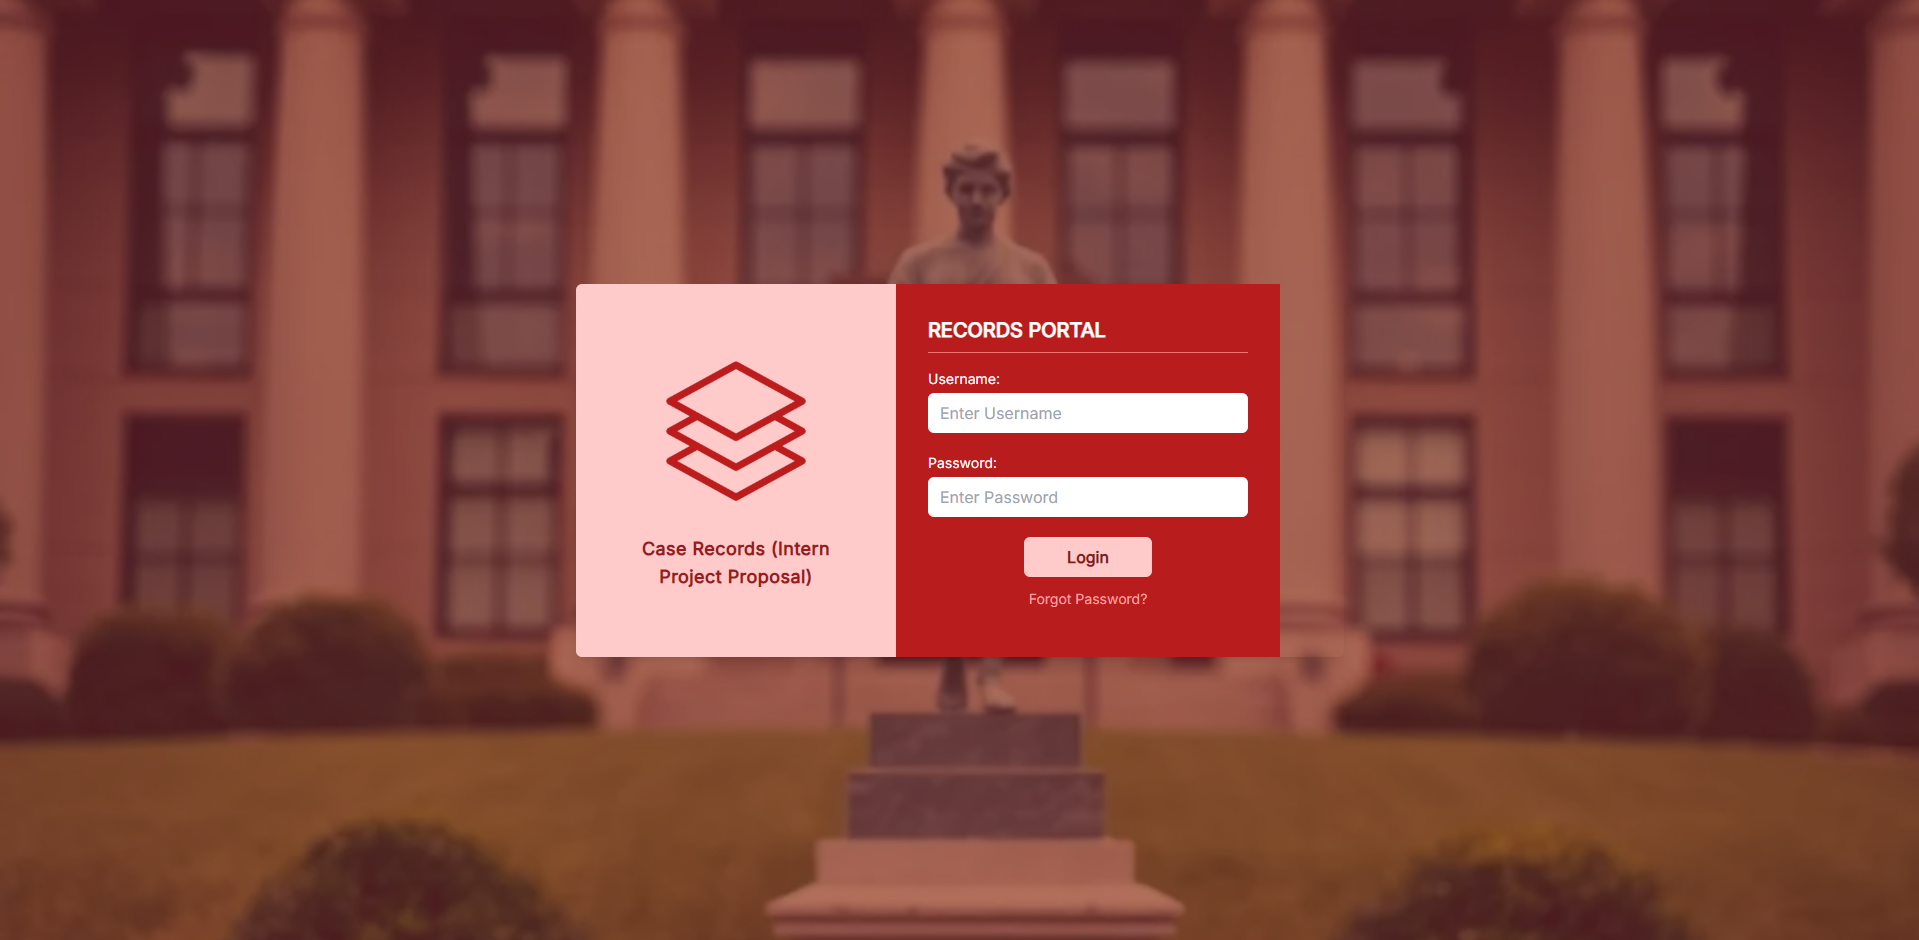 Case Records (Intern
Project Proposal)
RECORDS PORTAL
Username:
Enter Username
Password:
Enter Password
Login
Forgot Password?